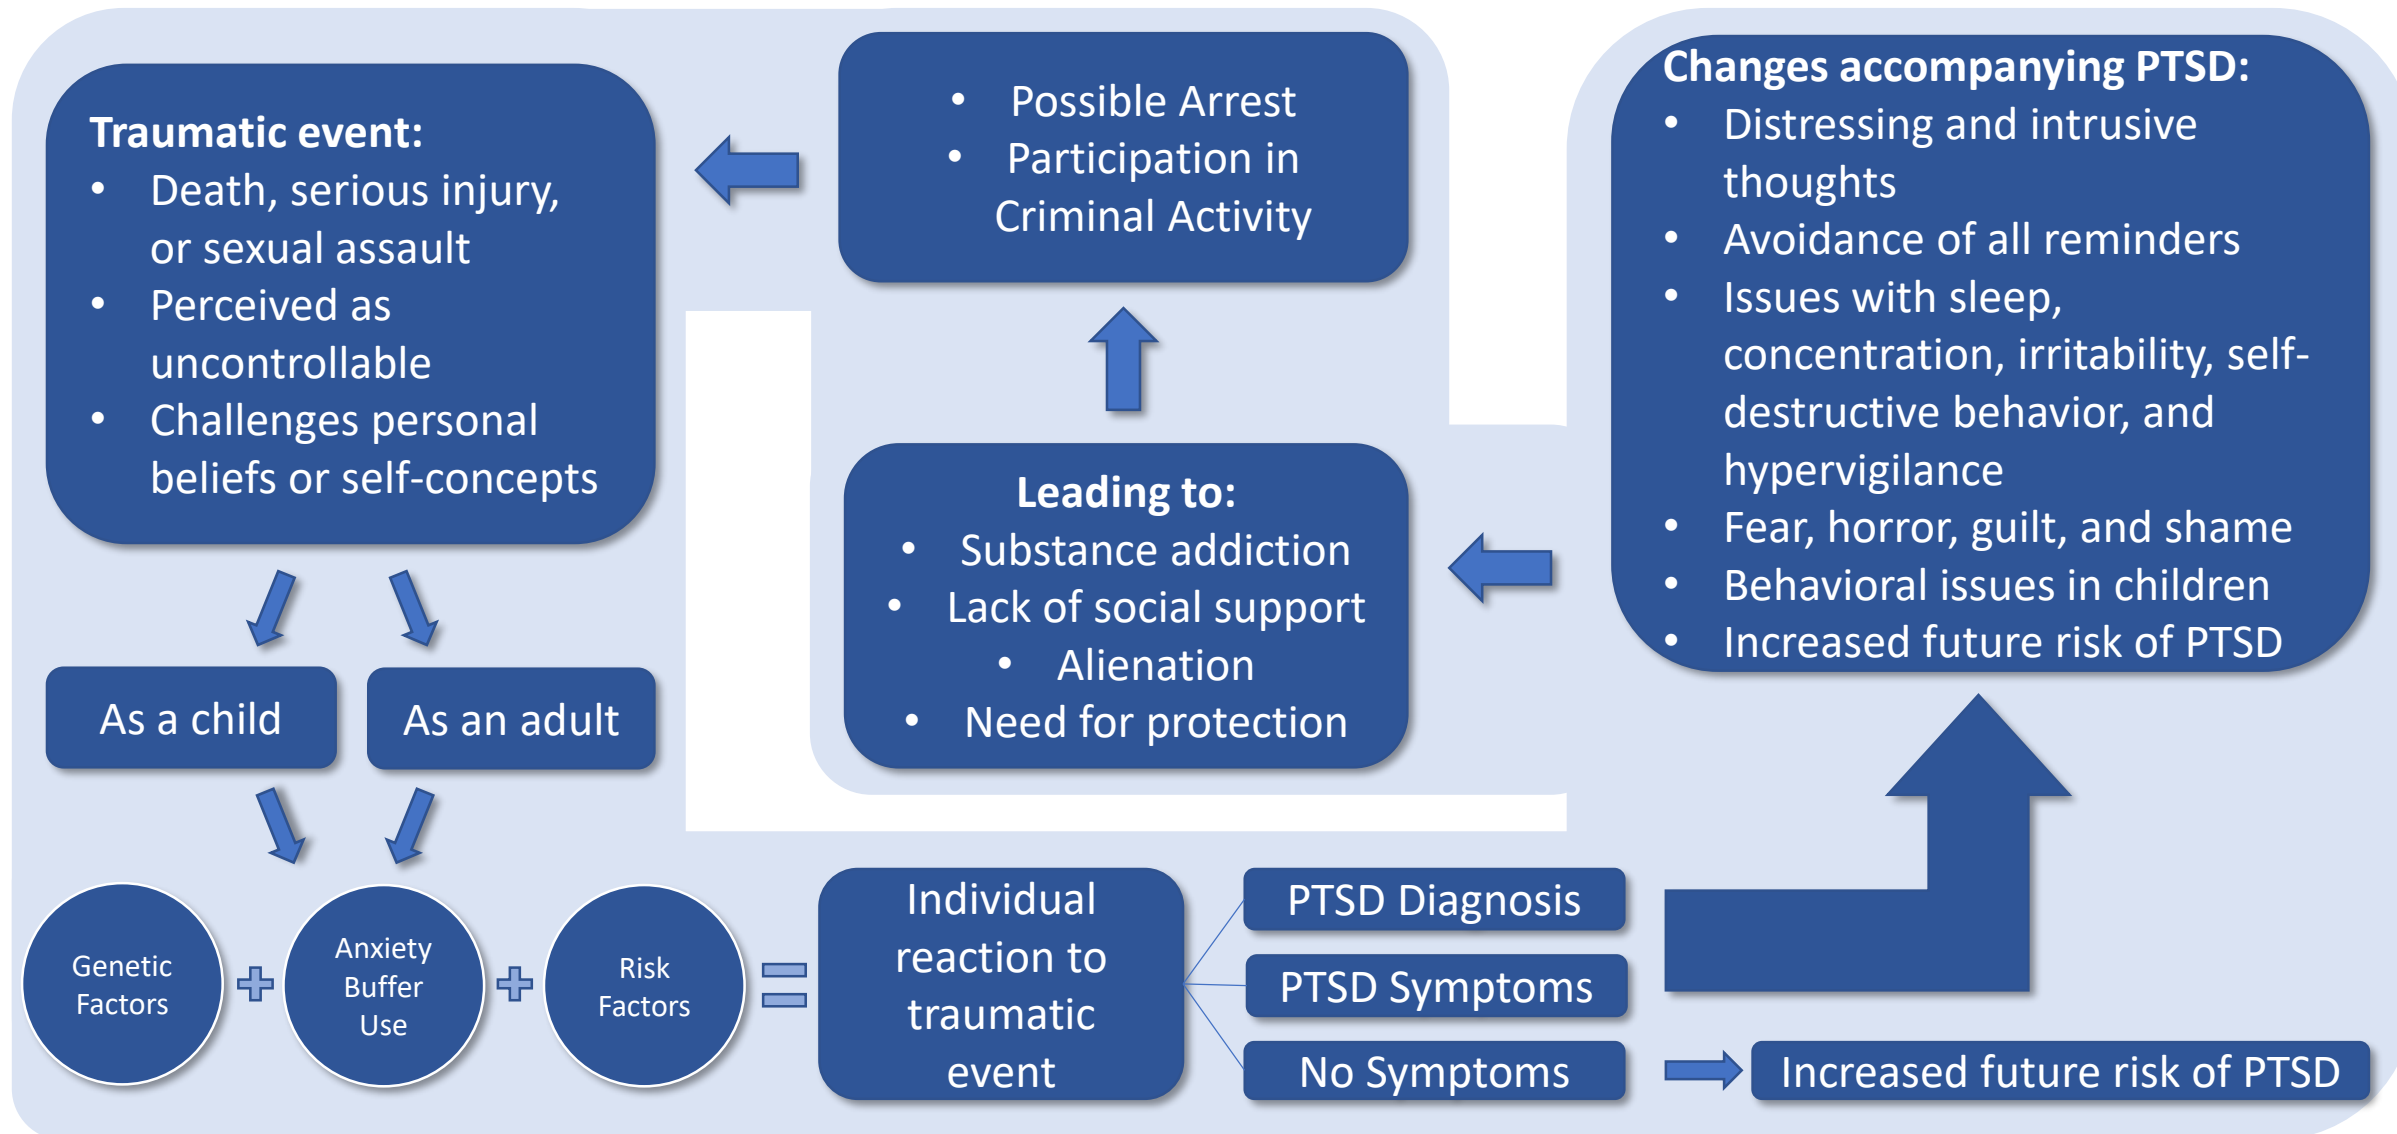 Traumatic event:
• Death, serious injury,
or sexual assault
• Perceived as
uncontrollable
• Challenges personal
beliefs or self-concepts
As a child
As an adult
Genetic
Factors
Anxiety
Buffer
Use
Risk
Factors
Individual
reaction to
traumatic
event
PTSD Diagnosis
PTSD Symptoms
No Symptoms
Increased future risk of PTSD
Changes accompanying PTSD:
• Distressing and intrusive
thoughts
• Avoidance of all reminders
• Issues with sleep,
concentration, irritability, self-
destructive behavior, and
hypervigilance
• Fear, horror, guilt, and shame
• Behavioral issues in children
• Increased future risk of PTSD
Leading to:
• Substance addiction
• Lack of social support
• Alienation
• Need for protection
• Possible Arrest
• Participation in
Criminal Activity